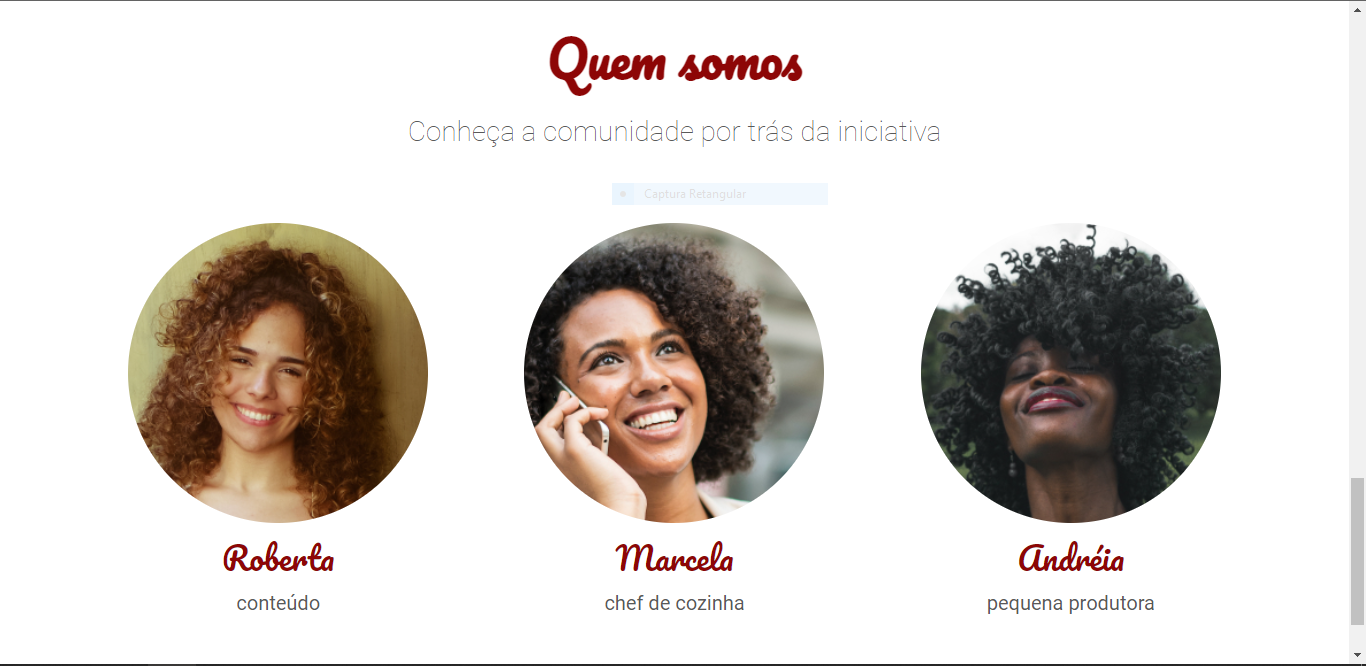 Quem somos
Conheça a comunidade por trás da iniciativa
Captura Retangular
Roberta
Marcela
Andréia
conteúdo
chef de cozinha
pequena produtora